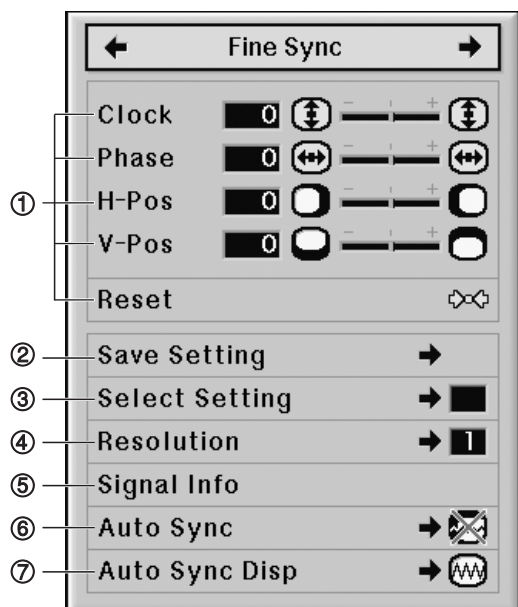 Fine Sync
Clock 0 − +
Phase 0 − +
① H-Pos 0 − +
V-Pos 0 − +
Reset
② Save Setting
③ Select Setting
④ Resolution 1
⑤ Signal Info
⑥ Auto Sync
⑦ Auto Sync Disp